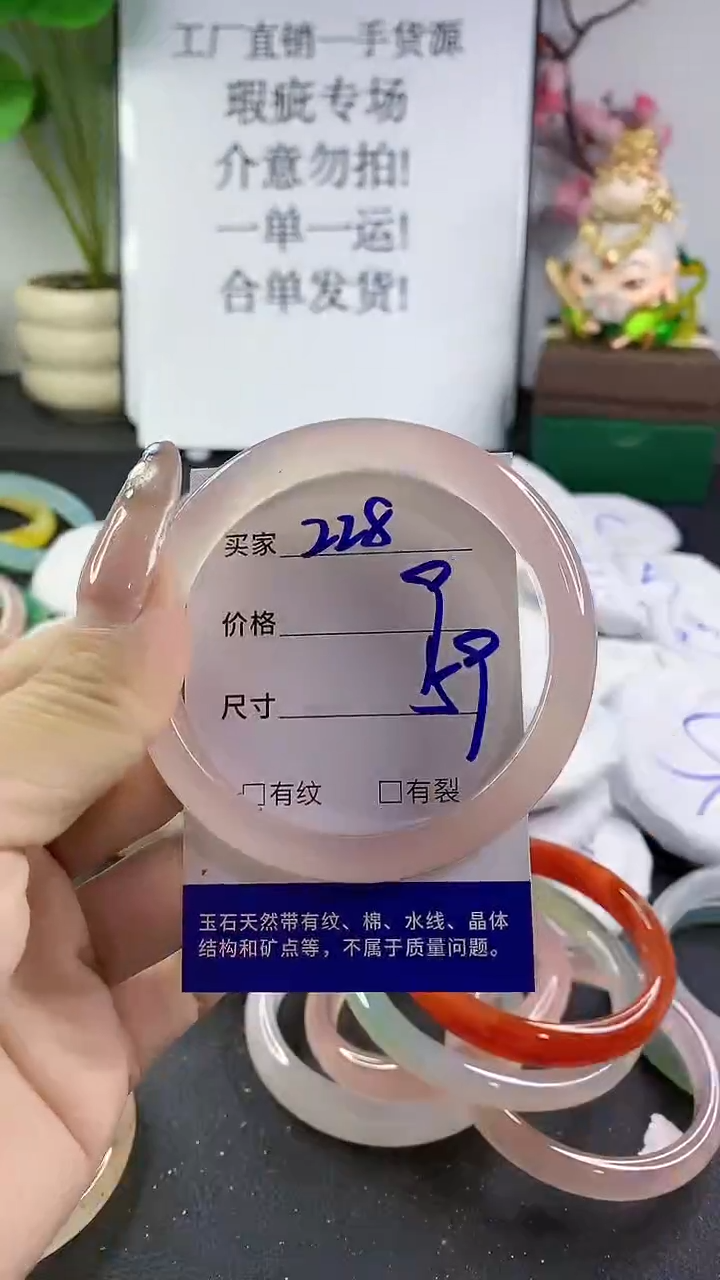 工厂直销一手货源
瑕疵专场
介意勿拍!
一单一运!
合单发货!
买家 228
价格 9
尺寸 59
□有纹 □有裂
玉石天然带有纹、棉、水线、晶体
结构和矿点等，不属于质量问题。